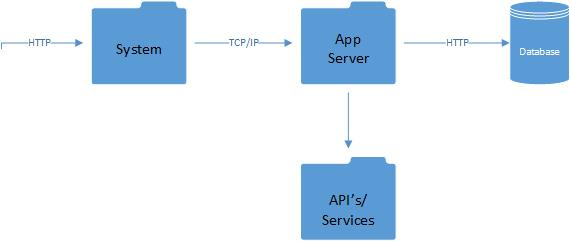 HTTP
System
TCP/IP
App
Server
HTTP
Database
API's/
Services